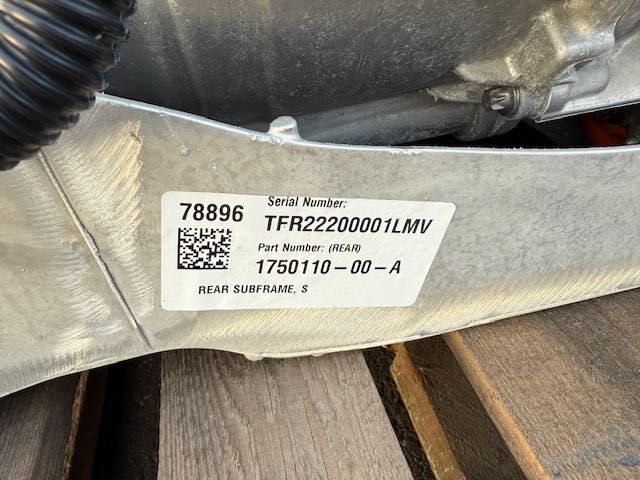 Serial Number:
78896 TFR22200001LMV
Part Number: (REAR)
1750110-00-A
REAR SUBFRAME, S